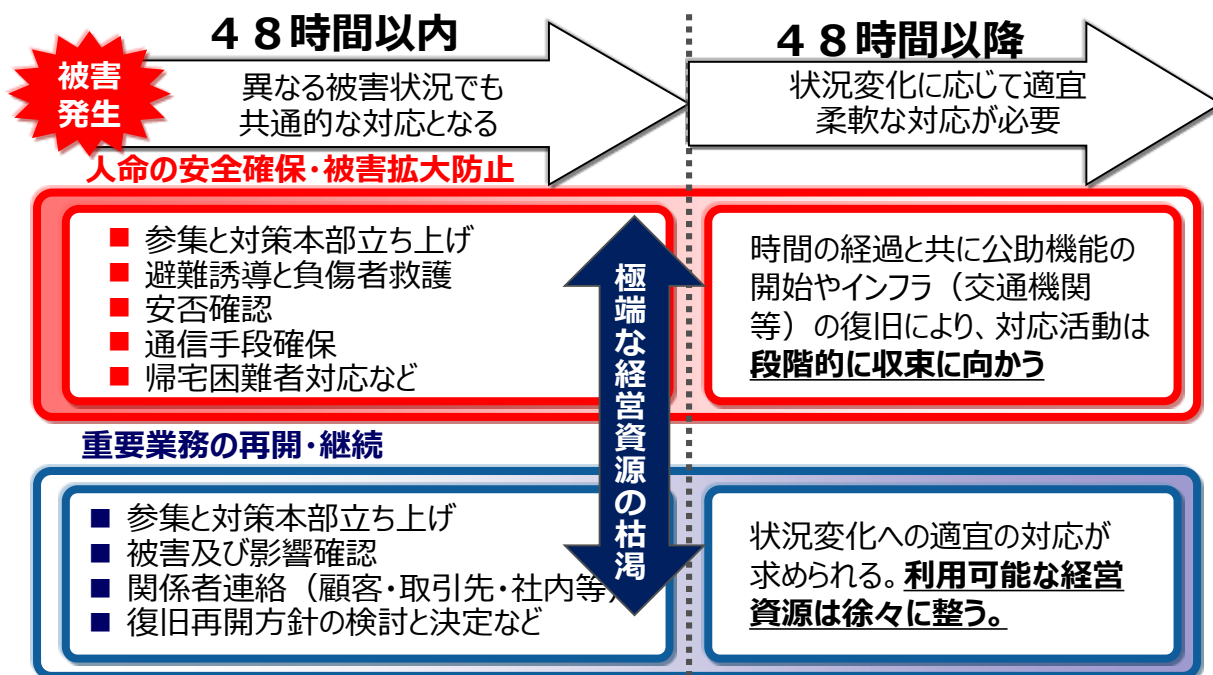 ４８時間以内
４８時間以降
被害
発生
異なる被害状況でも
共通的な対応となる
状況変化に応じて適宜
柔軟な対応が必要
人命の安全確保・被害拡大防止
■ 参集と対策本部立ち上げ
■ 避難誘導と負傷者救護
■ 安否確認
■ 通信手段確保
■ 帰宅困難者対応など
極端な経営資源の枯渇
時間の経過と共に公助機能の
開始やインフラ（交通機関
等）の復旧により、対応活動は
段階的に収束に向かう
重要業務の再開・継続
■ 参集と対策本部立ち上げ
■ 被害及び影響確認
■ 関係者連絡（顧客・取引先・社内等）
■ 復旧再開方針の検討と決定など
状況変化への適宜の対応が
求められる。利用可能な経営
資源は徐々に整う。